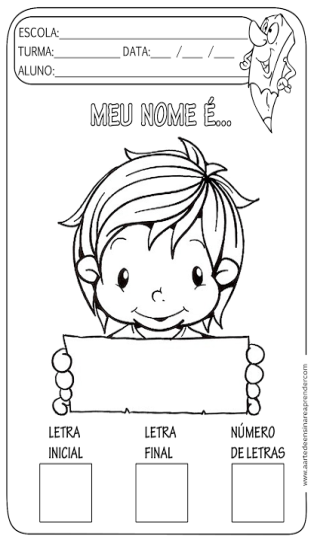 ESCOLA:
TURMA: DATA: / /
ALUNO:
MEU NOME É...
LETRA INICIAL
LETRA FINAL
NÚMERO DE LETRAS
www.aartedeensinareaprender.com